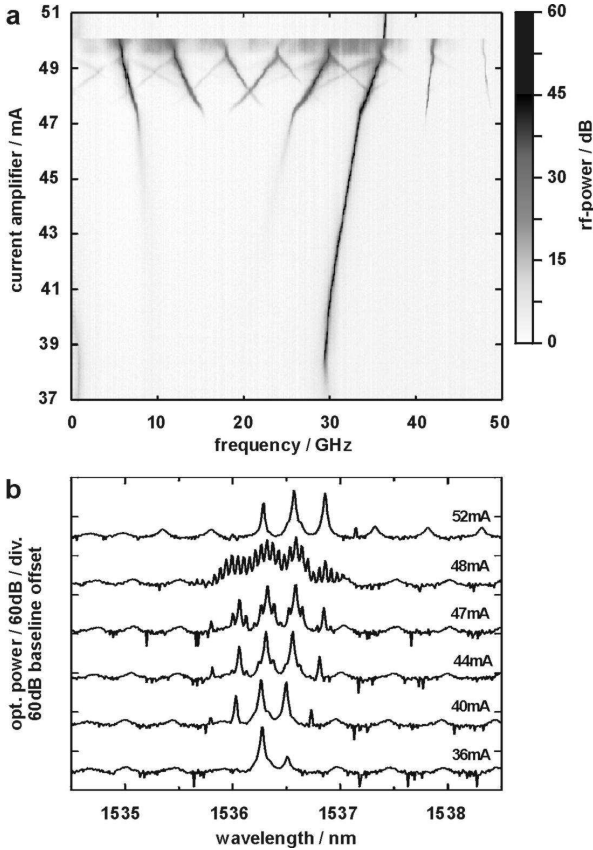 a
51
49
47
45
43
41
39
37
current amplifier / mA
0 10 20 30 40 50
frequency / GHz
60
45
30
15
0
rf-power / dB
b
52mA
48mA
47mA
44mA
40mA
36mA
opt. power / 60dB / div.
60dB baseline offset
1535 1536 1537 1538
wavelength / nm